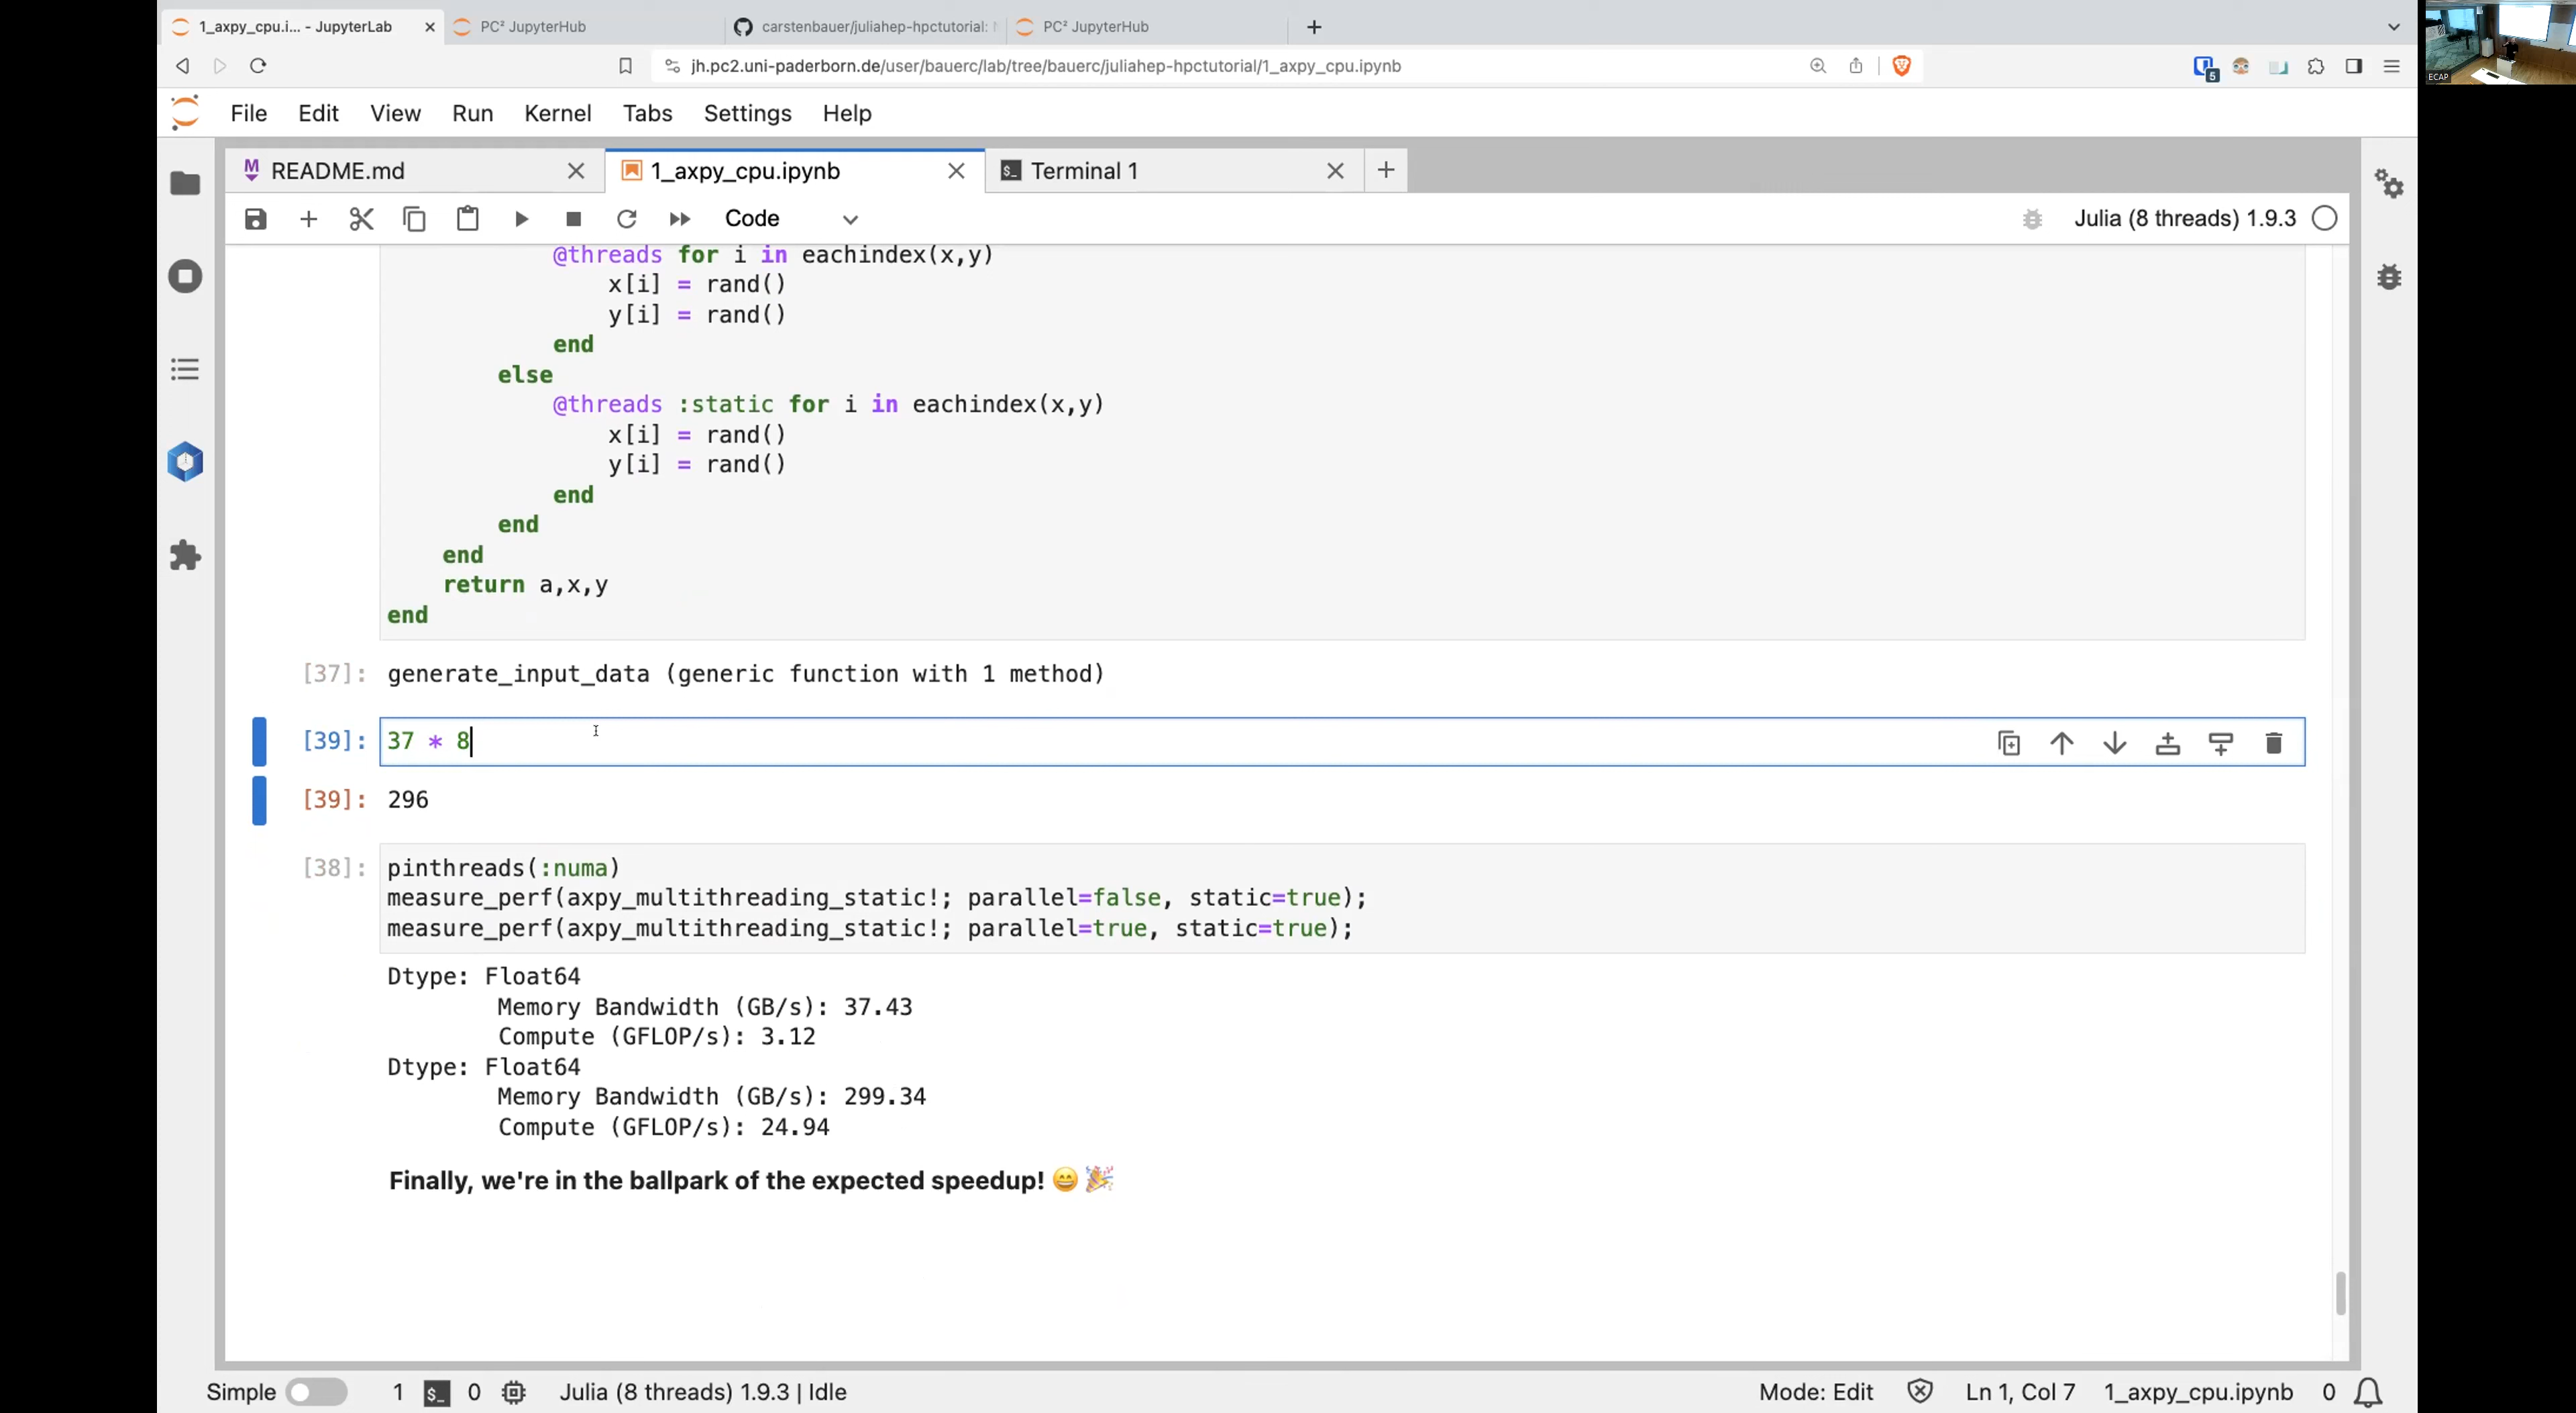 1_axpy_cpu.i... - JupyterLab
PC² JupyterHub
carstenbauer/juliahep-hpctutorial:
PC² JupyterHub
jh.pc2.uni-paderborn.de/user/bauerc/lab/tree/bauerc/juliahep-hpctutorial/1_axpy_cpu.ipynb
5
ECAP
File Edit View Run Kernel Tabs Settings Help
README.md
1_axpy_cpu.ipynb
Terminal 1
Code
Julia (8 threads) 1.9.3
@threads for i in eachindex(x,y)
x[i] = rand()
y[i] = rand()
end
else
@threads :static for i in eachindex(x,y)
x[i] = rand()
y[i] = rand()
end
end
end
return a,x,y
end
[37]: generate_input_data (generic function with 1 method)
[39]: 37 * 8
[39]: 296
[38]: pinthreads(:numa)
measure_perf(axpy_multithreading_static!; parallel=false, static=true);
measure_perf(axpy_multithreading_static!; parallel=true, static=true);
Dtype: Float64
Memory Bandwidth (GB/s): 37.43
Compute (GFLOP/s): 3.12
Dtype: Float64
Memory Bandwidth (GB/s): 299.34
Compute (GFLOP/s): 24.94
Finally, we're in the ballpark of the expected speedup! 😄 🎉
Simple 1 $_ 0 Julia (8 threads) 1.9.3 | Idle Mode: Edit Ln 1, Col 7 1_axpy_cpu.ipynb 0